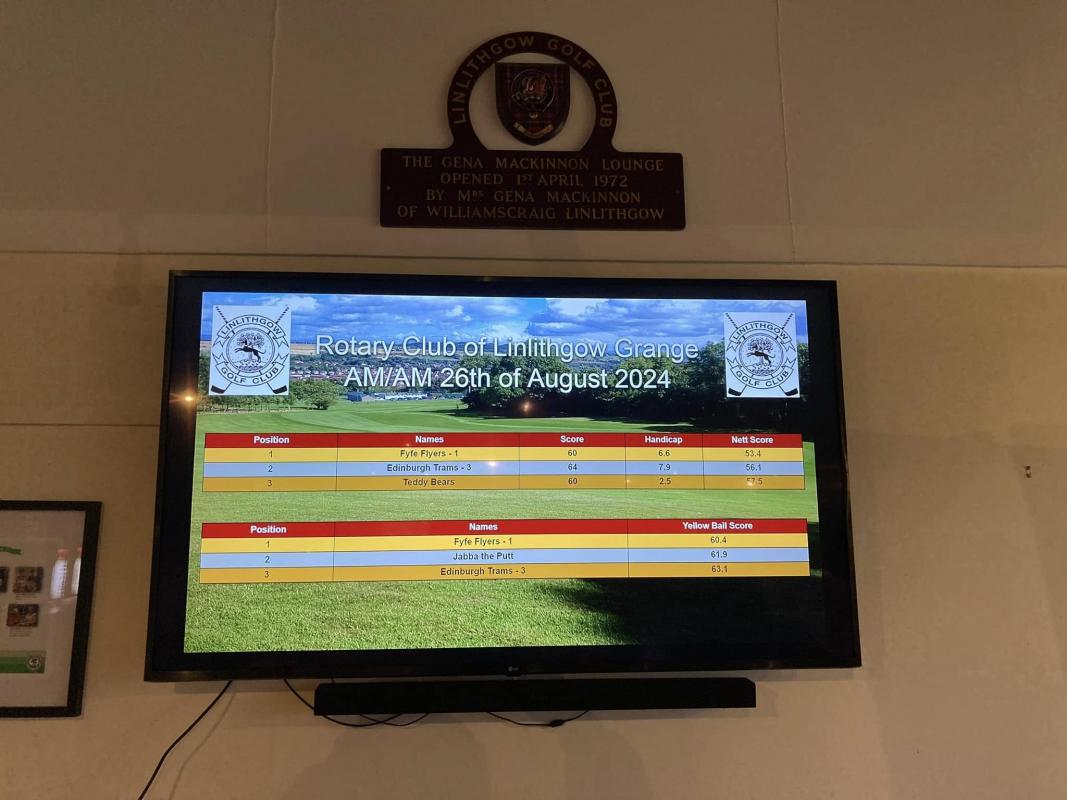 LINLITHGOW GOLF CLUB
THE GENA MACKINNON LOUNGE
OPENED 1ST APRIL 1972
BY MRS GENA MACKINNON
OF WILLIAMSCRAIG LINLITHGOW
LINLITHGOW
GOLF CLUB
Rotary Club of Linlithgow Grange
AM/AM 26th of August 2024
LINLITHGOW
GOLF CLUB
Position Names Score Handicap Nett Score
1 Fyfe Flyers - 1 60 6.6 53.4
2 Edinburgh Trams - 3 64 7.9 56.1
3 Teddy Bears 60 2.5 57.5
Position Names Yellow Ball Score
1 Fyfe Flyers - 1 60.4
2 Jabba the Putt 61.9
3 Edinburgh Trams - 3 63.1
LG